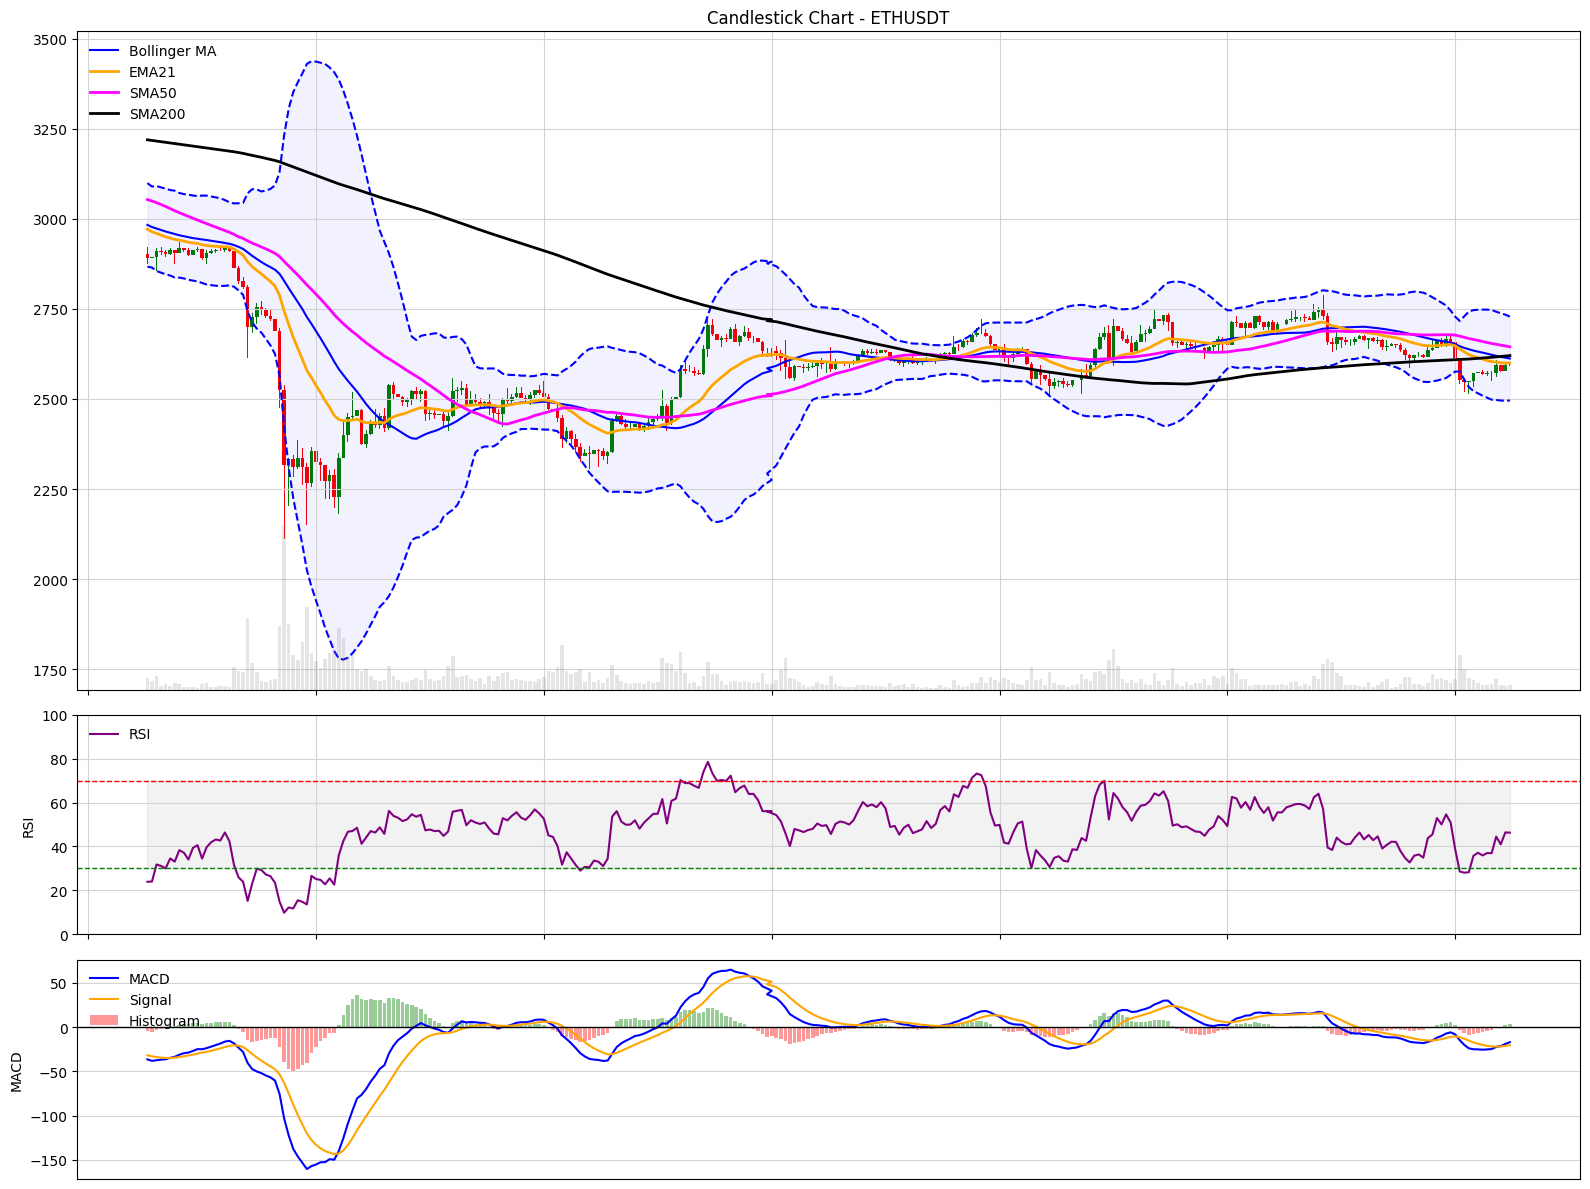 Candlestick Chart - ETHUSDT
3500
3250
3000
2750
2500
2250
2000
1750
Bollinger MA
EMA21
SMA50
SMA200
100
80
60
40
20
0
RSI
RSI
50
0
−50
−100
−150
MACD
MACD
Signal
Histogram